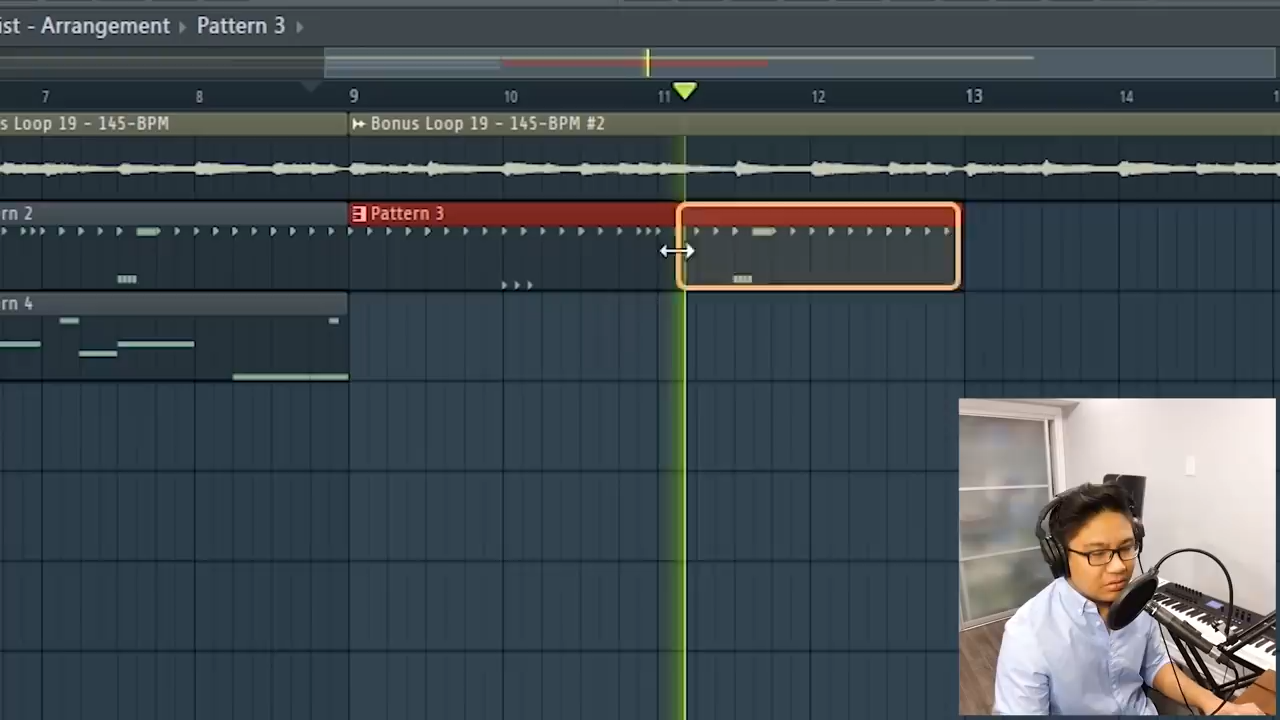 ist - Arrangement Pattern 3
7 8 9 10 11 12 13 14
s Loop 19 - 145-BPM Bonus Loop 19 - 145-BPM #2
rn 2 Pattern 3
rn 4